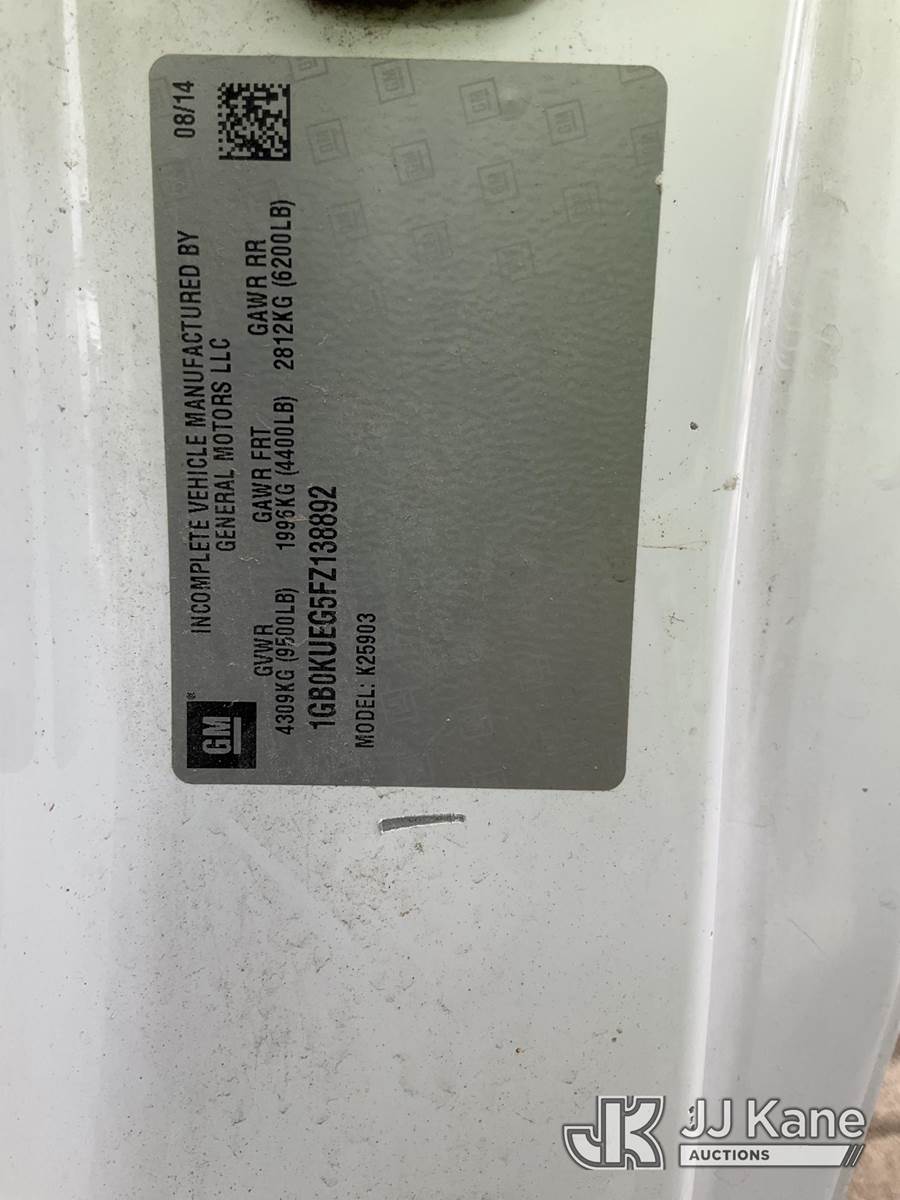 08/14
INCOMPLETE VEHICLE MANUFACTURED BY
GENERAL MOTORS LLC
GM®
GVWR GAWR FRT GAWR RR
4309KG (9500LB) 1996KG (4400LB) 2812KG (6200LB)
1GB0KUEG5FZ138892
MODEL: K25903
JK JJ Kane
AUCTIONS